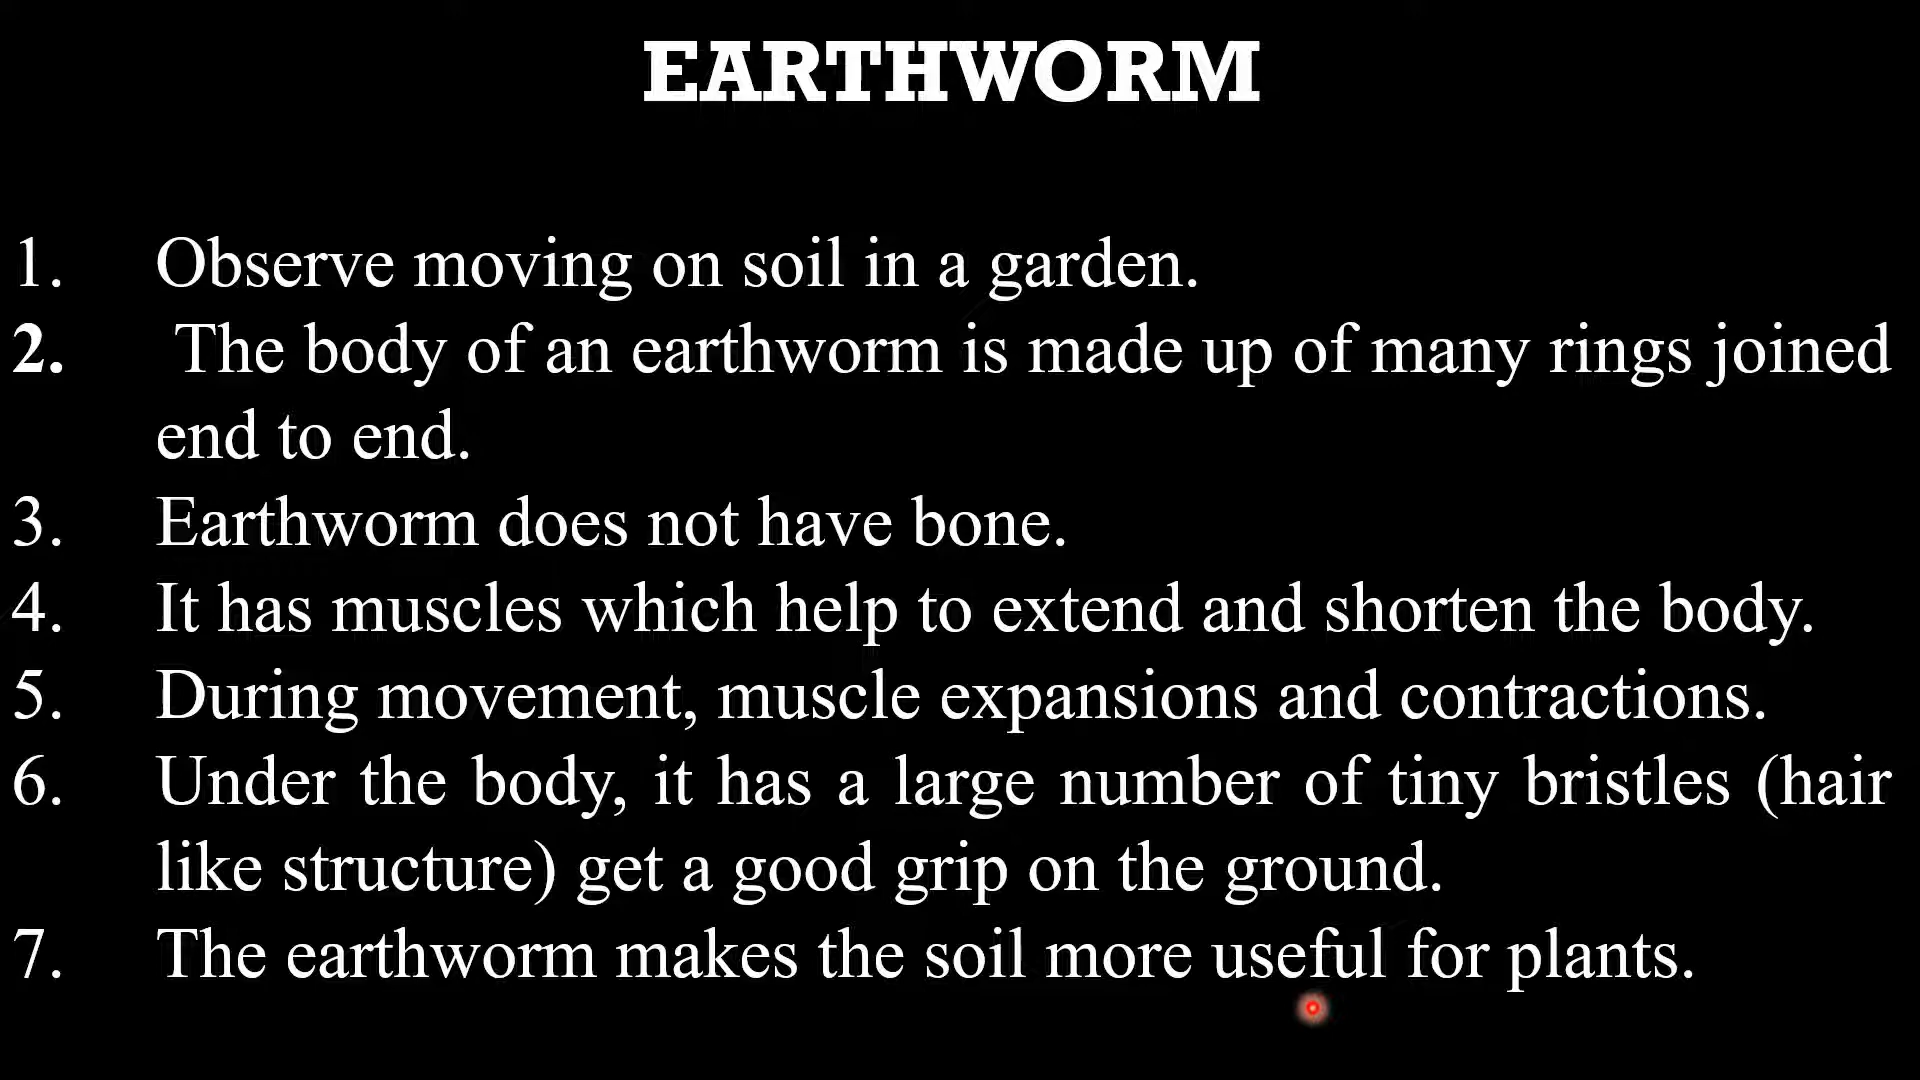 EARTHWORM
1. Observe moving on soil in a garden.
2. The body of an earthworm is made up of many rings joined
end to end.
3. Earthworm does not have bone.
4. It has muscles which help to extend and shorten the body.
5. During movement, muscle expansions and contractions.
6. Under the body, it has a large number of tiny bristles (hair
like structure) get a good grip on the ground.
7. The earthworm makes the soil more useful for plants.